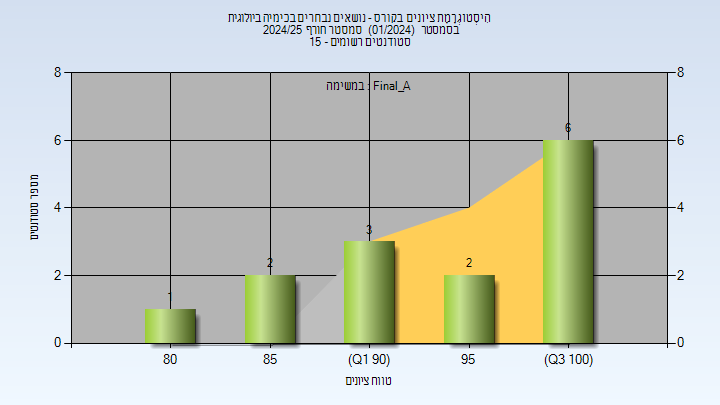 הִיסְטוֹגְרַמַּת ציונים בקורס - נושאים נבחרים בכימיה ביולוגית
בסמסטר (01/2024) סמסטר חורף 2024/25
סטודנטים רשומים - 15
במשימה : Final_A
8 8
6 6
4 4
2 2
0 0
1 2 3 2 6
מספר סטודנטים
80 85 (Q1 90) 95 (Q3 100)
טווח ציונים